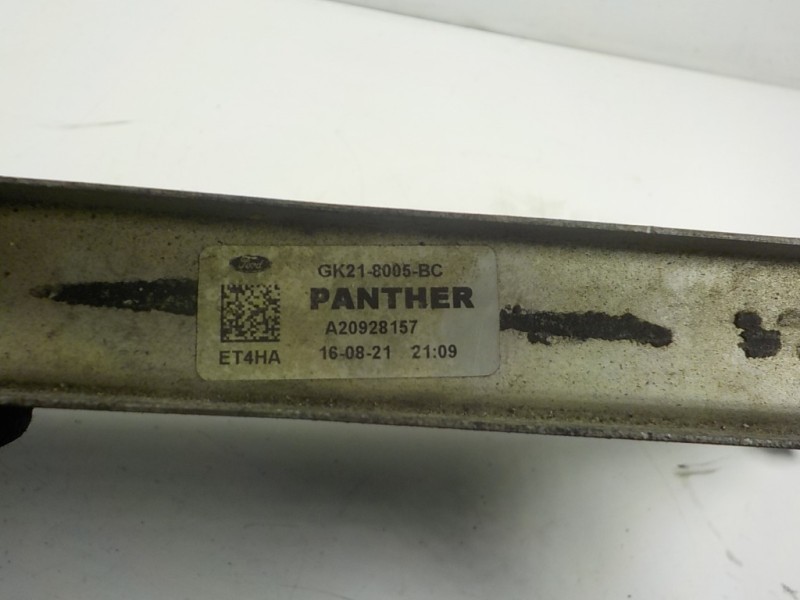 Ford
GK21-8005-BC
PANTHER
A20928157
ET4HA 16-08-21 21:09